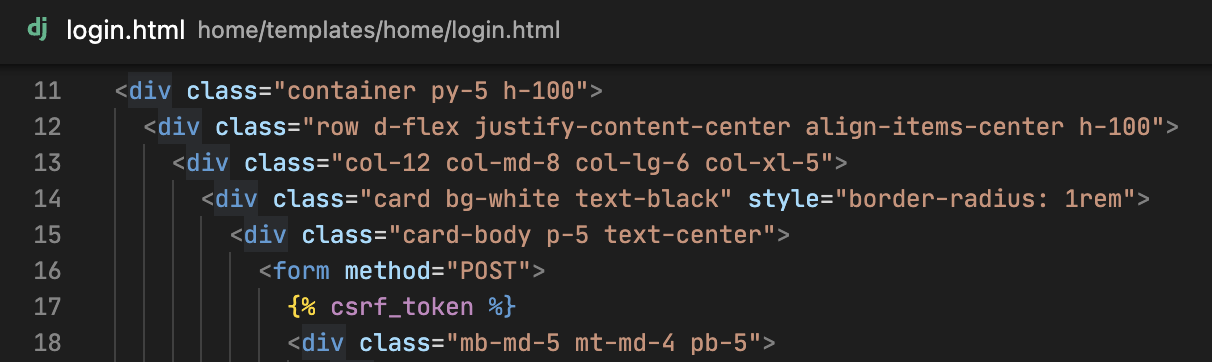 dj login.html home/templates/home/login.html
11 <div class="container py-5 h-100">
12 <div class="row d-flex justify-content-center align-items-center h-100">
13 <div class="col-12 col-md-8 col-lg-6 col-xl-5">
14 <div class="card bg-white text-black" style="border-radius: 1rem">
15 <div class="card-body p-5 text-center">
16 <form method="POST">
17 {% csrf_token %}
18 <div class="mb-md-5 mt-md-4 pb-5">